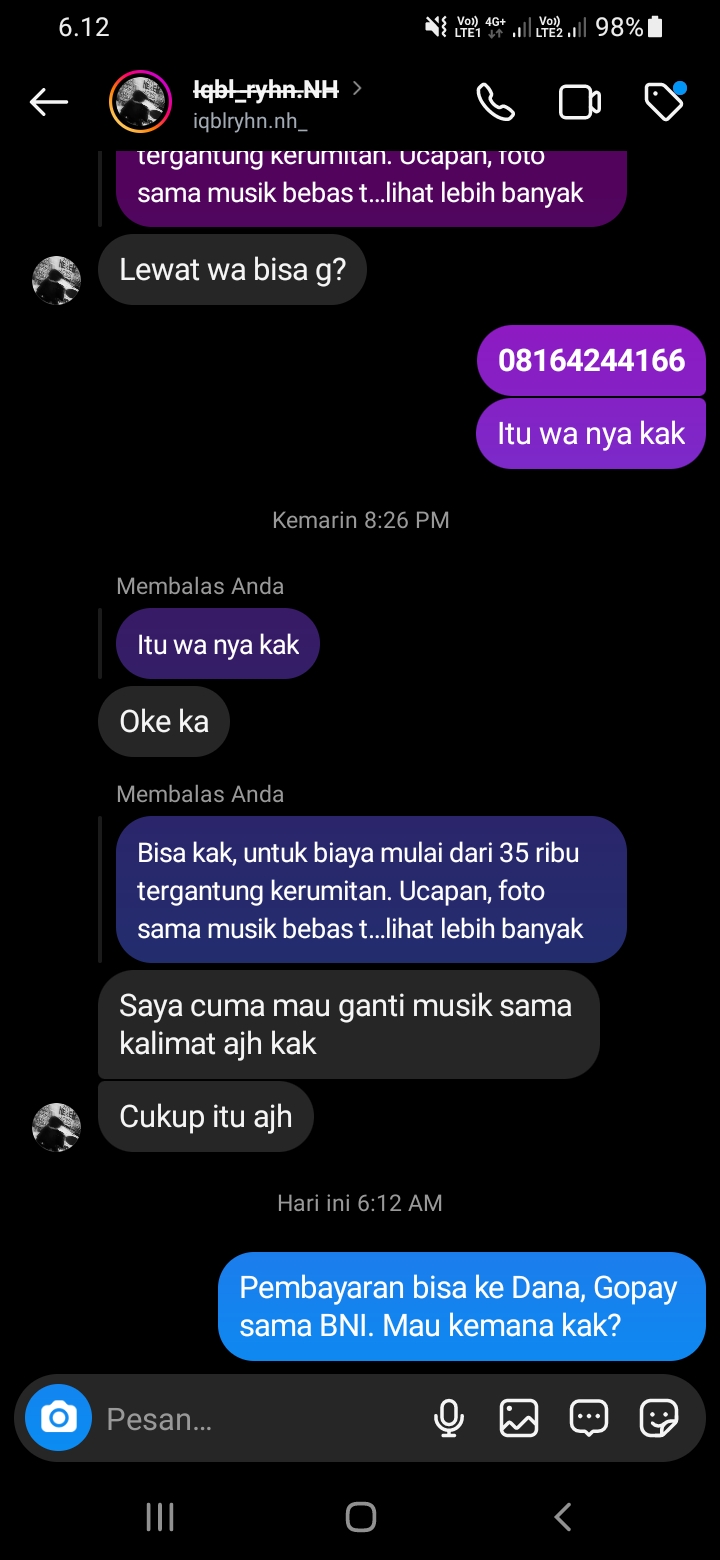 6.12
Vo)) LTE1 4G+ Vo)) LTE2 98%
Iqbl_ryhn.NH
iqblryhn.nh_
tergantung kerumitan. Ucapan, foto
sama musik bebas t...lihat lebih banyak
Lewat wa bisa g?
08164244166
Itu wa nya kak
Kemarin 8:26 PM
Membalas Anda
Itu wa nya kak
Oke ka
Membalas Anda
Bisa kak, untuk biaya mulai dari 35 ribu
tergantung kerumitan. Ucapan, foto
sama musik bebas t...lihat lebih banyak
Saya cuma mau ganti musik sama
kalimat ajh kak
Cukup itu ajh
Hari ini 6:12 AM
Pembayaran bisa ke Dana, Gopay
sama BNI. Mau kemana kak?
Pesan...